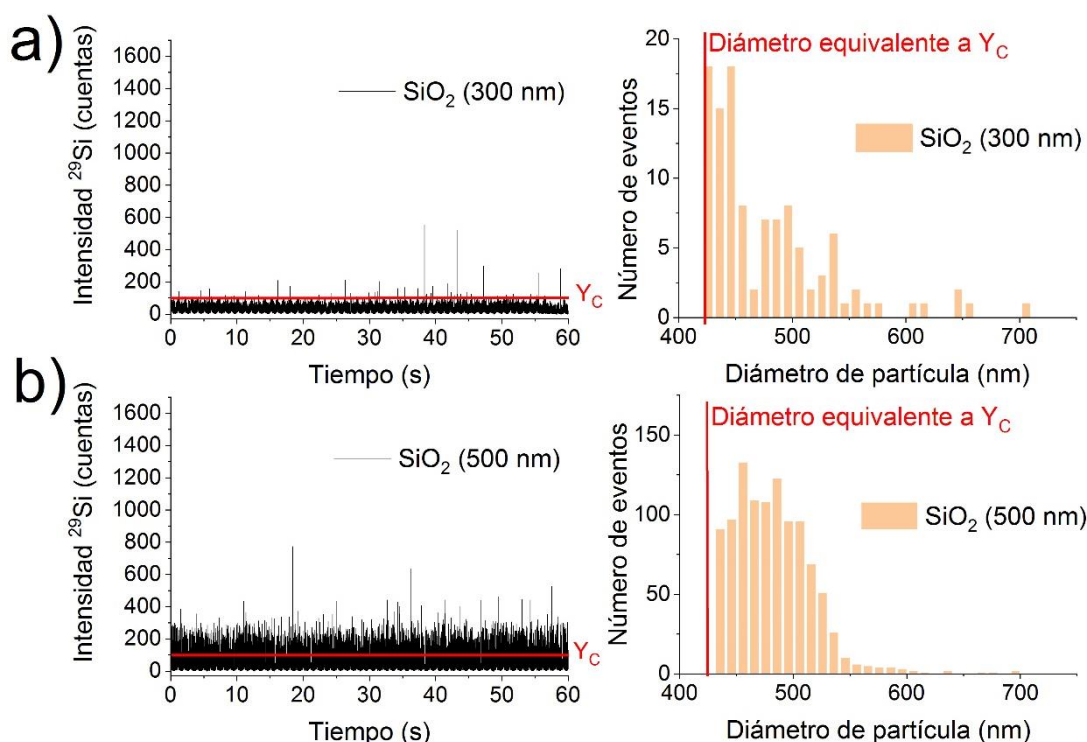 a)
Intensidad ²⁹Si (cuentas)
1600
1400
1200
1000
800
600
400
200
0
SiO₂ (300 nm)
Y_C
0 10 20 30 40 50 60
Tiempo (s)
Número de eventos
20
15
10
5
0
Diámetro equivalente a Y_C
SiO₂ (300 nm)
400 500 600 700
Diámetro de partícula (nm)
b)
Intensidad ²⁹Si (cuentas)
1600
1400
1200
1000
800
600
400
200
0
SiO₂ (500 nm)
Y_C
0 10 20 30 40 50 60
Tiempo (s)
Número de eventos
150
100
50
0
Diámetro equivalente a Y_C
SiO₂ (500 nm)
400 500 600 700
Diámetro de partícula (nm)